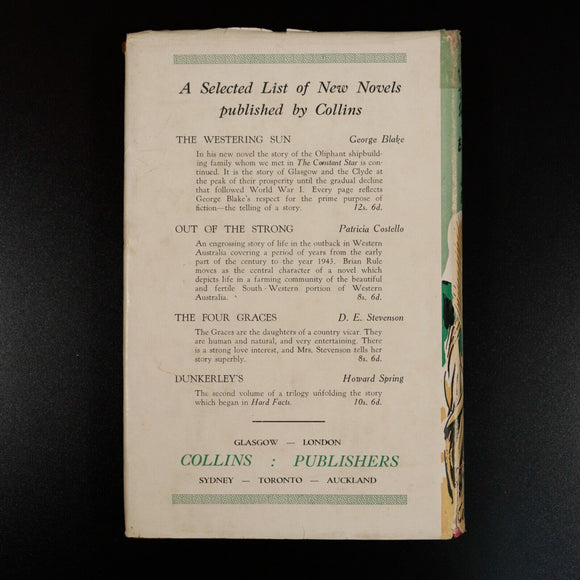 A Selected List of New Novels
published by Collins
THE WESTERING SUN George Blake
In his new novel the story of the Oliphant shipbuild-
ing family whom we met in The Constant Star is con-
tinued. It is the story of Glasgow and the Clyde at
the peak of their prosperity until the gradual decline
that followed World War I. Every page reflects
George Blake's respect for the prime purpose of
fiction—the telling of a story. 12s. 6d.
OUT OF THE STRONG Patricia Costello
An engrossing story of life in the outback in Western
Australia covering a period of years from the early
part of the century to the year 1943. Brian Rule
moves as the central character of a novel which
depicts life in a farming community of the beautiful
and fertile South-Western portion of Western
Australia. 8s. 6d.
THE FOUR GRACES D. E. Stevenson
The Graces are the daughters of a country vicar. They
are human and natural, and very entertaining. There
is a strong love interest, and Mrs. Stevenson tells her
story superbly. 8s. 6d.
DUNKERLEY'S Howard Spring
The second volume of a trilogy unfolding the story
which began in Hard Facts. 10s. 6d.
GLASGOW — LONDON
COLLINS : PUBLISHERS
SYDNEY — TORONTO — AUCKLAND